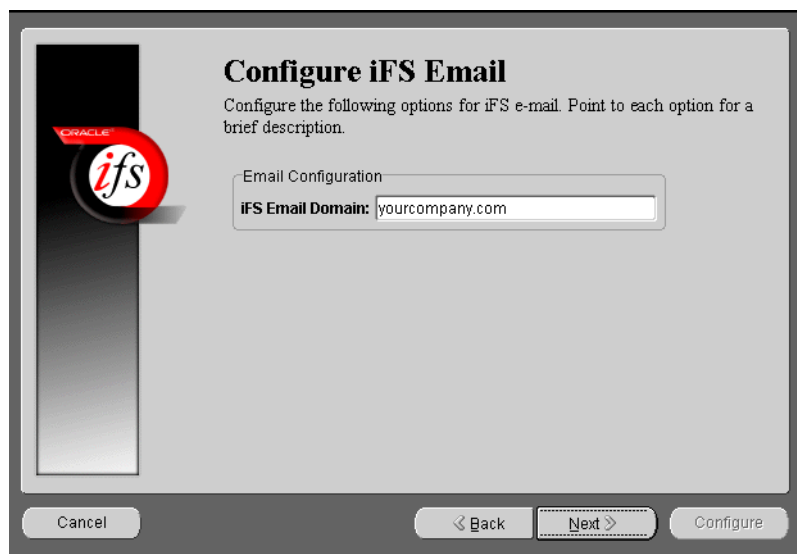 Configure iFS Email
Configure the following options for iFS e-mail. Point to each option for a
brief description.
ORACLE
ifs
Email Configuration
iFS Email Domain: yourcompany.com
Cancel
Back
Next
Configure